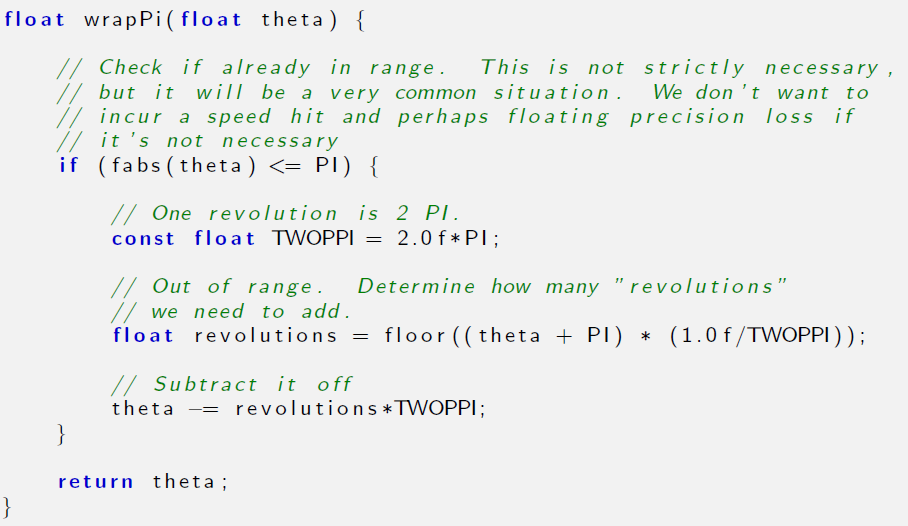 float wrapPi(float theta) {
// Check if already in range. This is not strictly necessary,
// but it will be a very common situation. We don't want to
// incur a speed hit and perhaps floating precision loss if
// it's not necessary
if (fabs(theta) <= PI) {
// One revolution is 2 PI.
const float TWOPPI = 2.0f*PI;
// Out of range. Determine how many "revolutions"
// we need to add.
float revolutions = floor((theta + PI) * (1.0f/TWOPPI));
// Subtract it off
theta -= revolutions*TWOPPI;
}
return theta;
}